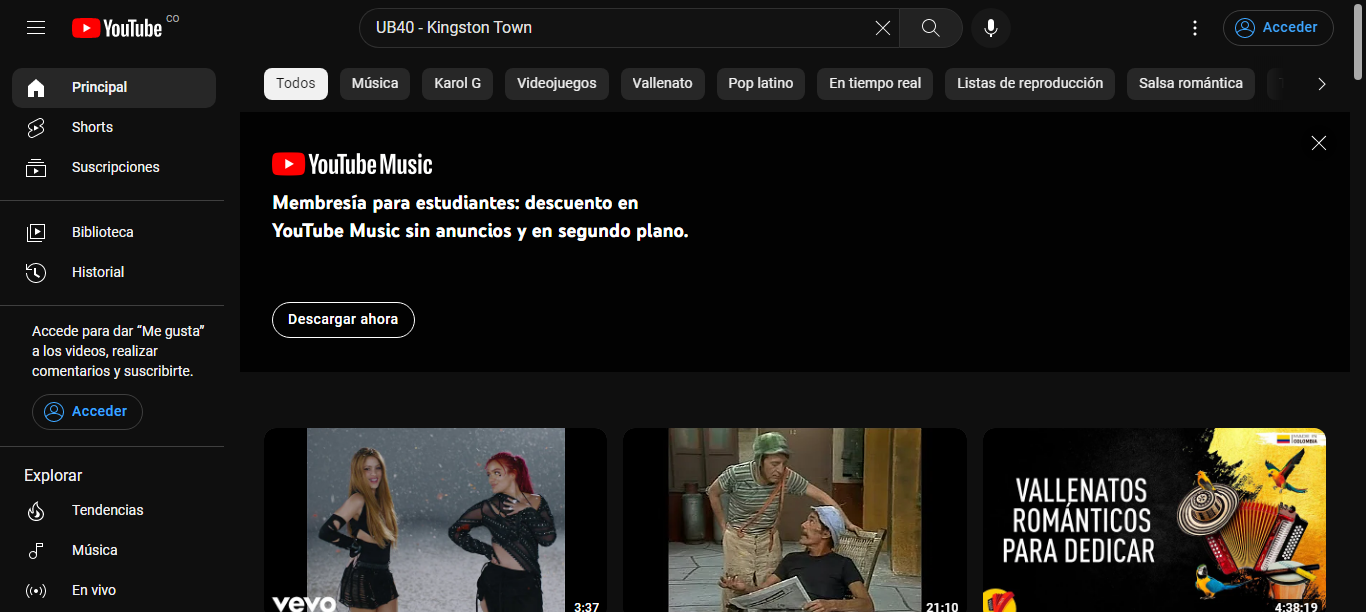 YouTube CO
UB40 - Kingston Town
Acceder
Principal
Shorts
Suscripciones
Biblioteca
Historial
Accede para dar “Me gusta”
a los videos, realizar
comentarios y suscribirte.
Acceder
Explorar
Tendencias
Música
En vivo
Todos
Música
Karol G
Videojuegos
Vallenato
Pop latino
En tiempo real
Listas de reproducción
Salsa romántica
YouTube Music
Membresía para estudiantes: descuento en
YouTube Music sin anuncios y en segundo plano.
Descargar ahora
vevo
3:37
21:10
VALLENATOS
ROMÁNTICOS
PARA DEDICAR
COLOMBIA
4:38:19